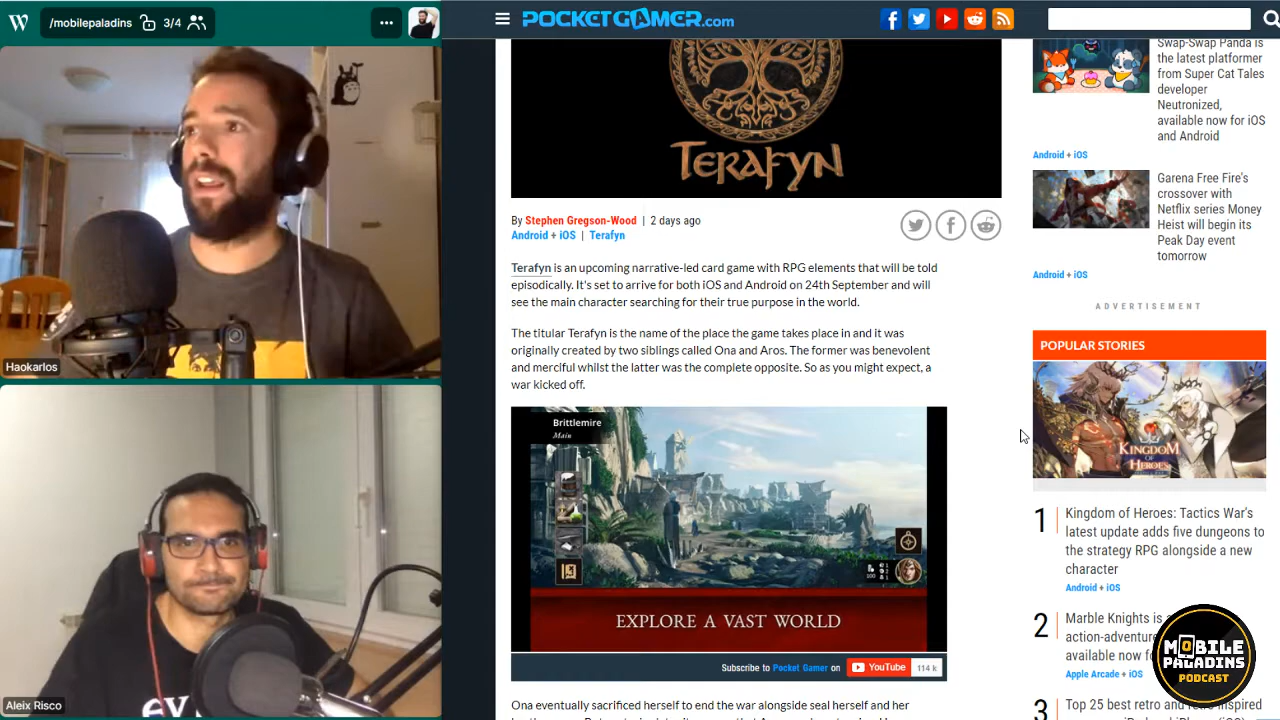 /mobilepaladins 3/4
Haokarlos
Aleix Risco
POCKETGAMER.com
TERAFYN
By Stephen Gregson-Wood | 2 days ago
Android + iOS | Terafyn
Terafyn is an upcoming narrative-led card game with RPG elements that will be told
episodically. It's set to arrive for both iOS and Android on 24th September and will
see the main character searching for their true purpose in the world.
The titular Terafyn is the name of the place the game takes place in and it was
originally created by two siblings called Ona and Aros. The former was benevolent
and merciful whilst the latter was the complete opposite. So as you might expect, a
war kicked off.
Brittlemire
Main
100
EXPLORE A VAST WORLD
Subscribe to Pocket Gamer on YouTube 114 k
Ona eventually sacrificed herself to end the war alongside seal herself and her
Swap-Swap Panda is
the latest platformer
from Super Cat Tales
developer
Neutronized,
available now for iOS
and Android
Android + iOS
Garena Free Fire's
crossover with
Netflix series Money
Heist will begin its
Peak Day event
tomorrow
Android + iOS
ADVERTISEMENT
POPULAR STORIES
KINGDOM
OF
HEROES
1
Kingdom of Heroes: Tactics War's
latest update adds five dungeons to
the strategy RPG alongside a new
character
Android + iOS
2
Marble Knights is
action-adventure
available now
Apple Arcade + iOS
3
Top 25 best retro and
MOBILE
PALADINS
PODCAST